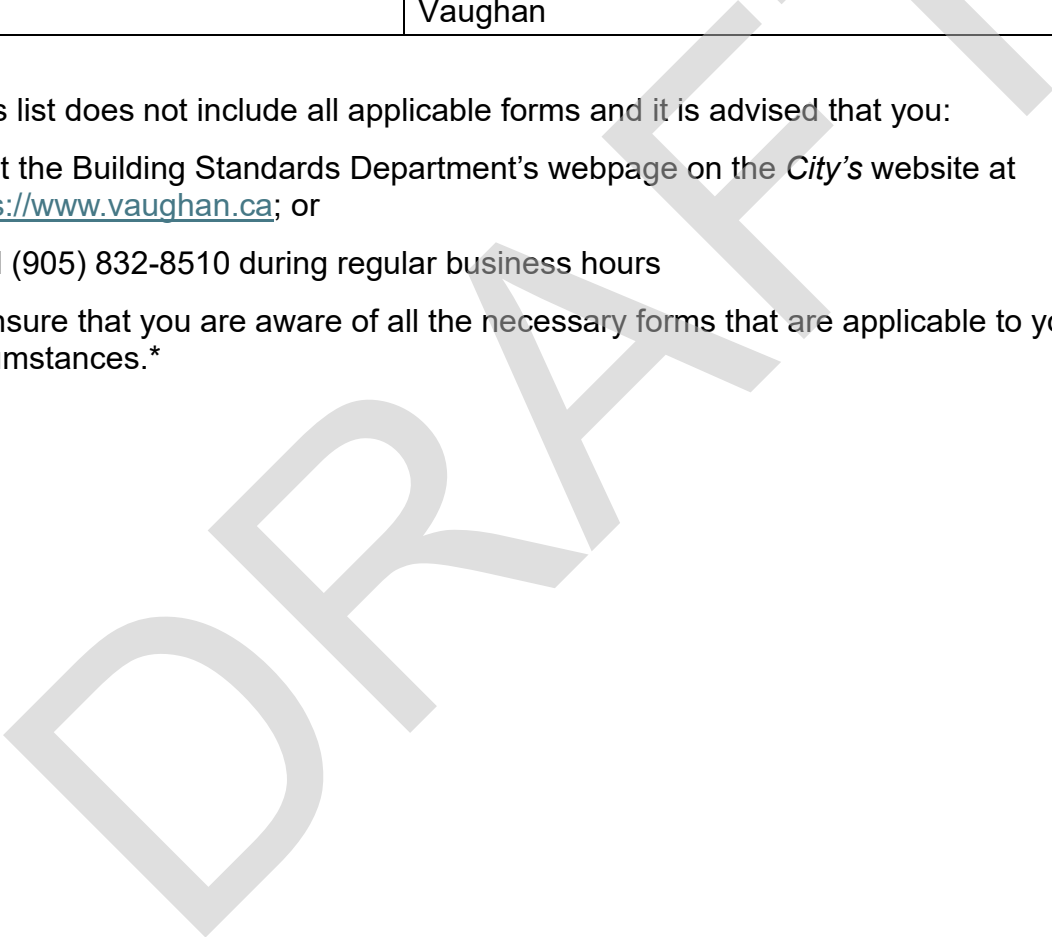 Vaughan
s list does not include all applicable forms and it is advised that you:
t the Building Standards Department’s webpage on the City’s website at
s://www.vaughan.ca; or
l (905) 832-8510 during regular business hours
nsure that you are aware of all the necessary forms that are applicable to yo
umstances.*
DRAFT